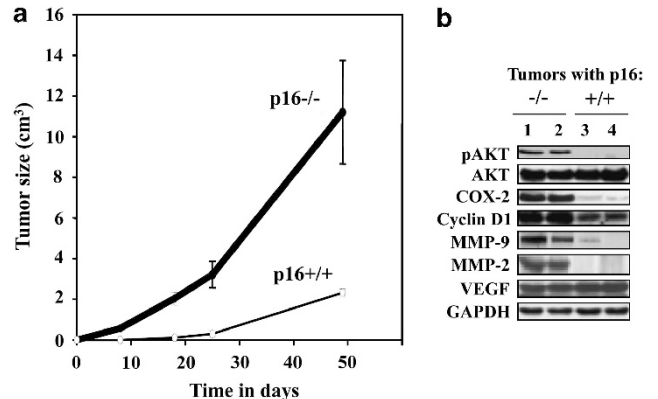 a
Tumor size (cm³)
16
14
12
10
8
6
4
2
0
p16-/-
p16+/+
0 10 20 30 40 50
Time in days
b
Tumors with p16:
-/- +/+
1 2 3 4
pAKT
AKT
COX-2
Cyclin D1
MMP-9
MMP-2
VEGF
GAPDH